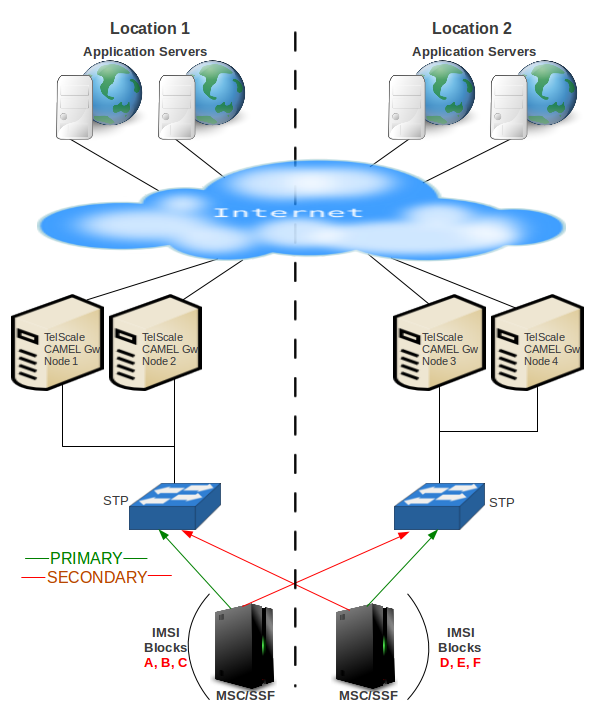 Location 1
Location 2
Application Servers
Application Servers
Internet
TelScale
CAMEL Gw
Node 1
TelScale
CAMEL Gw
Node 2
TelScale
CAMEL Gw
Node 3
TelScale
CAMEL Gw
Node 4
STP
STP
PRIMARY
SECONDARY
IMSI
Blocks
A, B, C
IMSI
Blocks
D, E, F
MSC/SSF
MSC/SSF